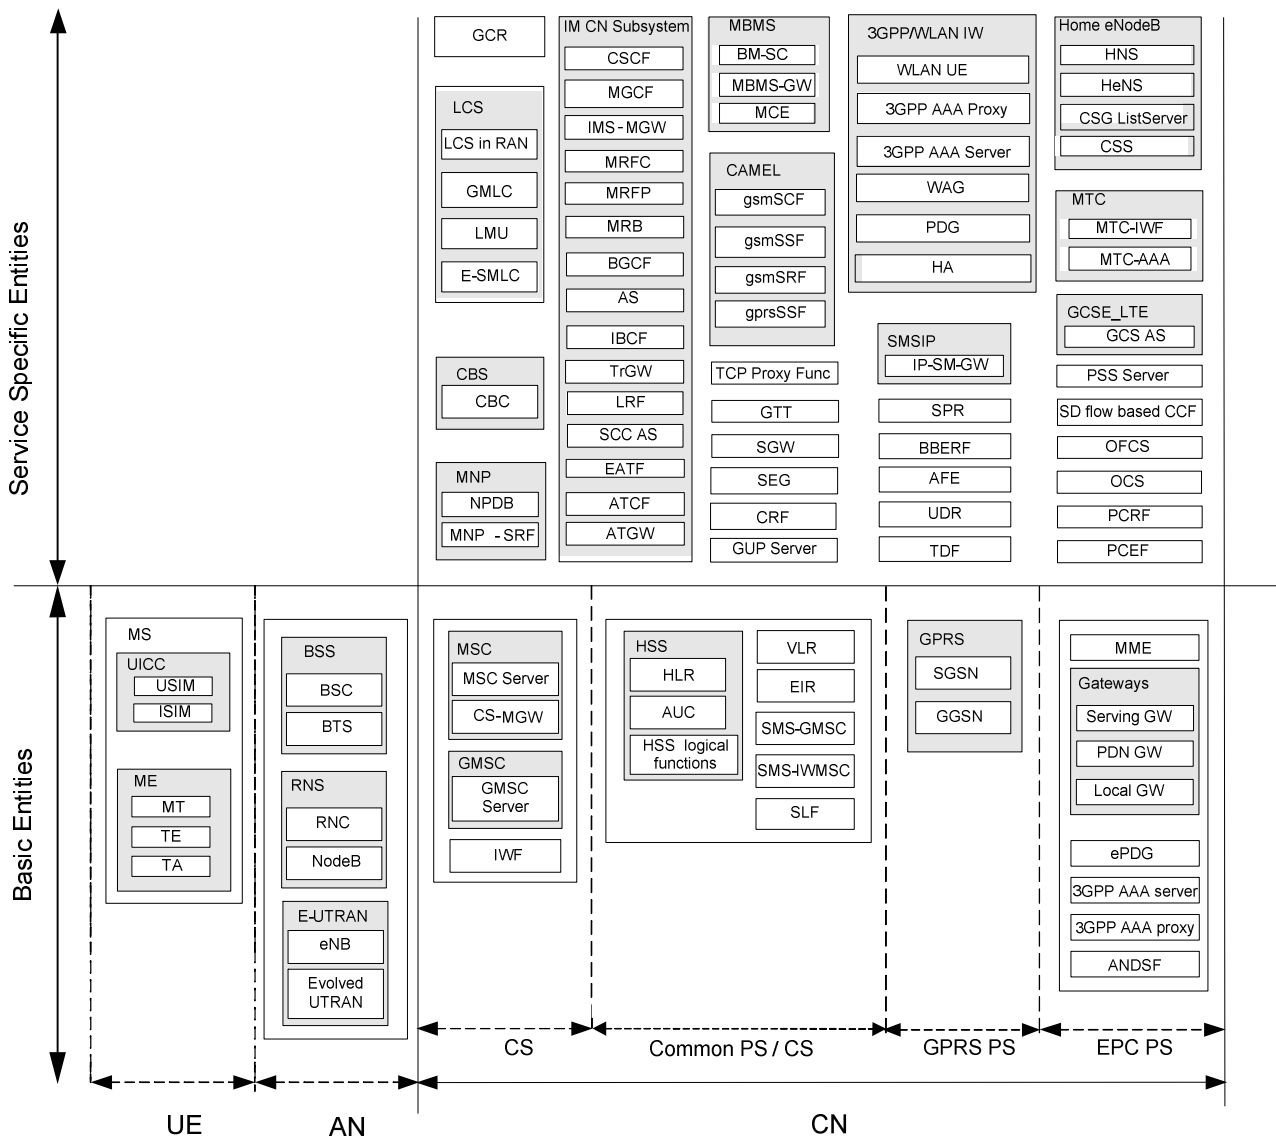 Service Specific Entities
GCR
LCS
LCS in RAN
GMLC
LMU
E-SMLC
CBS
CBC
MNP
NPDB
MNP - SRF
IM CN Subsystem
CSCF
MGCF
IMS - MGW
MRFC
MRFP
MRB
BGCF
AS
IBCF
TrGW
LRF
SCC AS
EATF
ATCF
ATGW
MBMS
BM-SC
MBMS-GW
MCE
CAMEL
gsmSCF
gsmSSF
gsmSRF
gprsSSF
TCP Proxy Func
GTT
SGW
SEG
CRF
GUP Server
3GPP/WLAN IW
WLAN UE
3GPP AAA Proxy
3GPP AAA Server
WAG
PDG
HA
SMSIP
IP-SM-GW
SPR
BBERF
AFE
UDR
TDF
Home eNodeB
HNS
HeNS
CSG ListServer
CSS
MTC
MTC-IWF
MTC-AAA
GCSE_LTE
GCS AS
PSS Server
SD flow based CCF
OFCS
OCS
PCRF
PCEF
Basic Entities
MS
UICC
USIM
ISIM
ME
MT
TE
TA
BSS
BSC
BTS
RNS
RNC
NodeB
E-UTRAN
eNB
Evolved
UTRAN
MSC
MSC Server
CS-MGW
GMSC
GMSC
Server
IWF
HSS
HLR
AUC
HSS logical
functions
VLR
EIR
SMS-GMSC
SMS-IWMSC
SLF
GPRS
SGSN
GGSN
MME
Gateways
Serving GW
PDN GW
Local GW
ePDG
3GPP AAA server
3GPP AAA proxy
ANDSF
CS
Common PS / CS
GPRS PS
EPC PS
UE
AN
CN